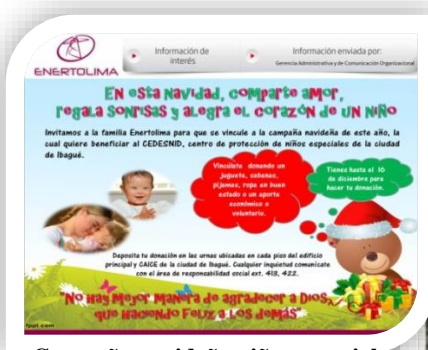 ENERTOLIMA
Información de
interés
Información enviada por:
Gerencia Administrativa y de Comunicación Organizacional
En esta Navidad, comparte amor,
regala sonrisas y alegra el corazón de un niño
Invitamos a la familia Enertolima para que se vincule a la campaña navideña de este año, la
cual quiere beneficiar al CEDESNID, centro de protección de niños especiales de la ciudad
de Ibagué.
Vincúlate donando un
juguete, sabanas,
pijamas, ropa en buen
estado o un aporte
económico o
voluntario.
Tienes hasta el 16
de diciembre para
hacer tu donación.
Deposita tu donación en las urnas ubicadas en cada piso del edificio
principal y CAICE de la ciudad de Ibagué. Cualquier inquietud comunícate
con el área de responsabilidad social ext. 413, 422.
"No hay Mejor Manera de agradecer a Dios,
que haciendo Feliz a los demás"